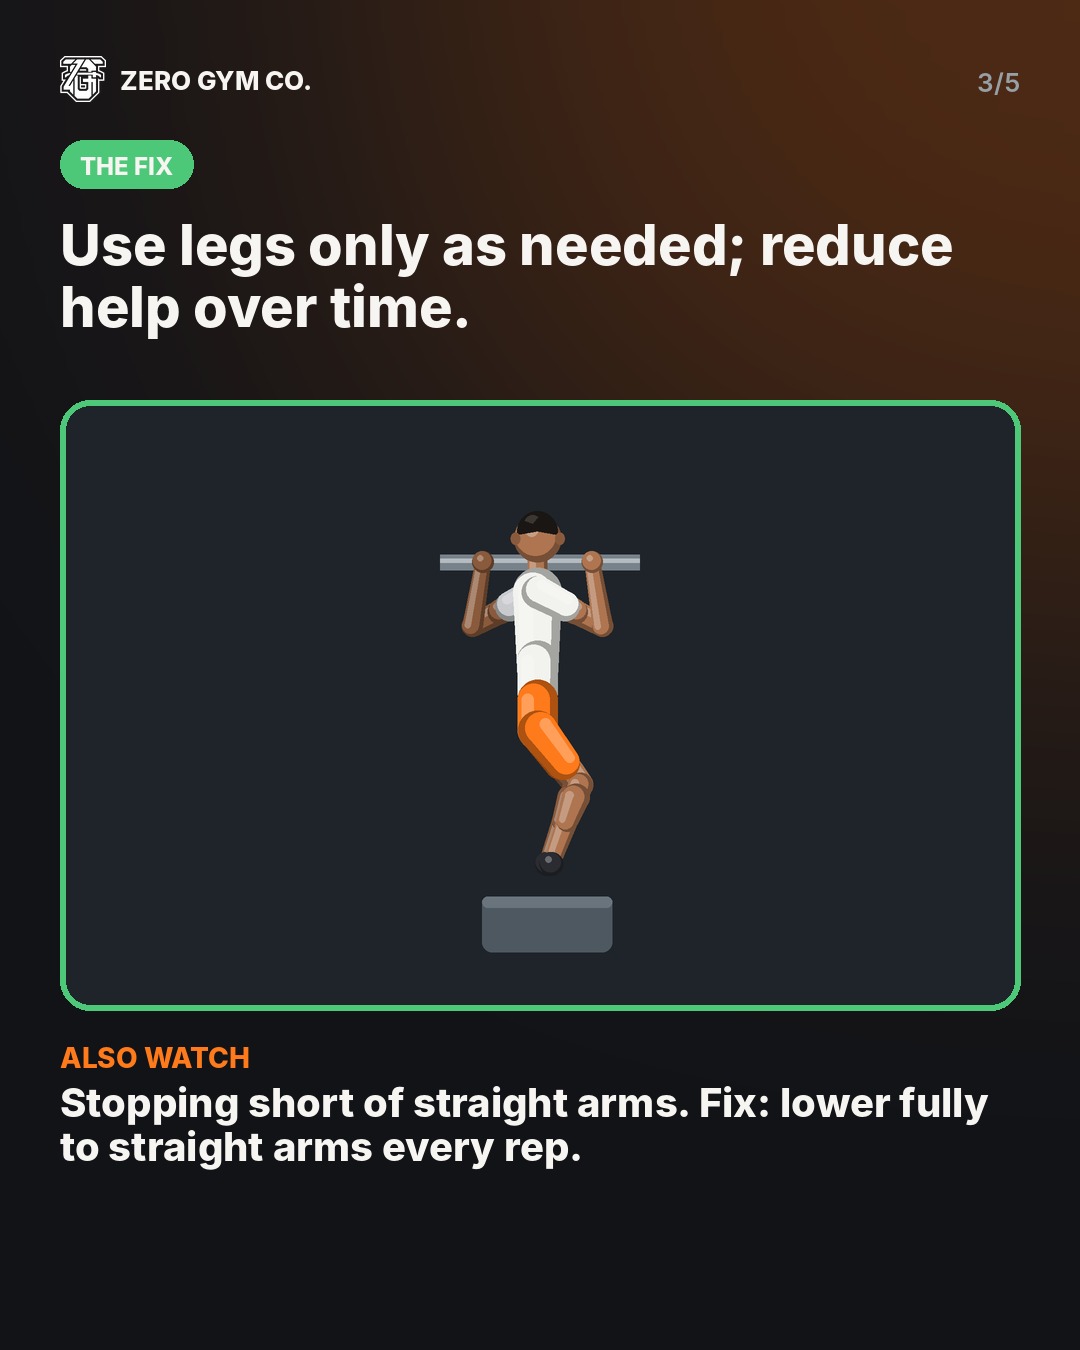 ZERO GYM CO.
3/5
THE FIX
Use legs only as needed; reduce
help over time.
ALSO WATCH
Stopping short of straight arms. Fix: lower fully
to straight arms every rep.